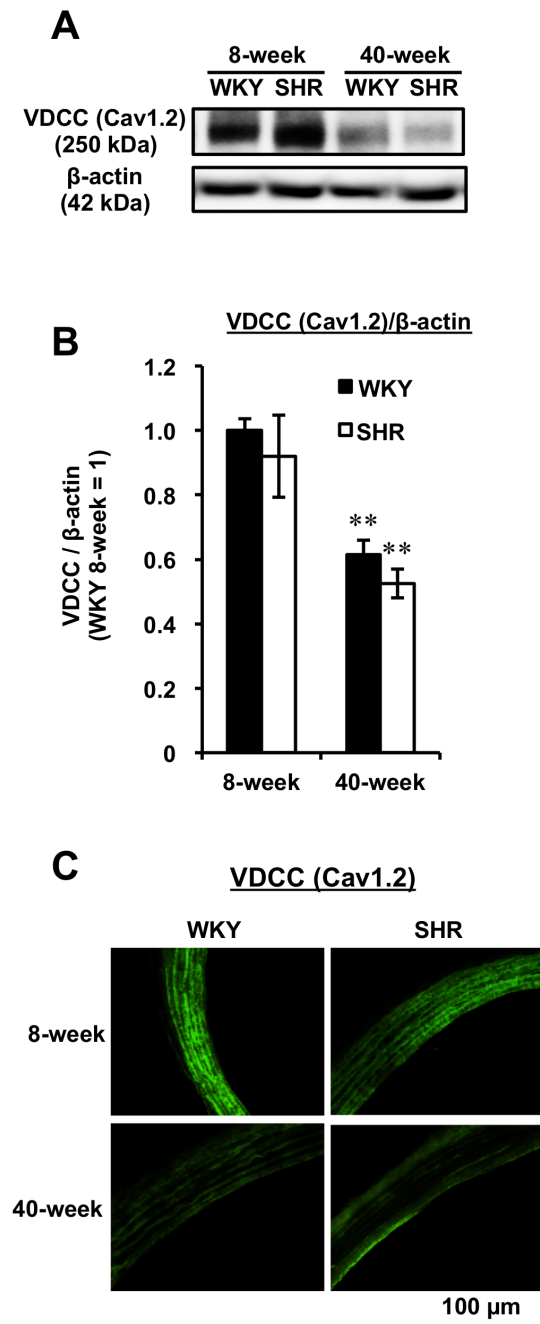 A
8-week 40-week
WKY SHR WKY SHR
VDCC (Cav1.2)
(250 kDa)
β-actin
(42 kDa)
B
VDCC (Cav1.2)/β-actin
VDCC / β-actin
(WKY 8-week = 1)
1.2
1.0
0.8
0.6
0.4
0.2
0
WKY
SHR
** **
8-week 40-week
C
VDCC (Cav1.2)
WKY SHR
8-week
40-week
100 µm